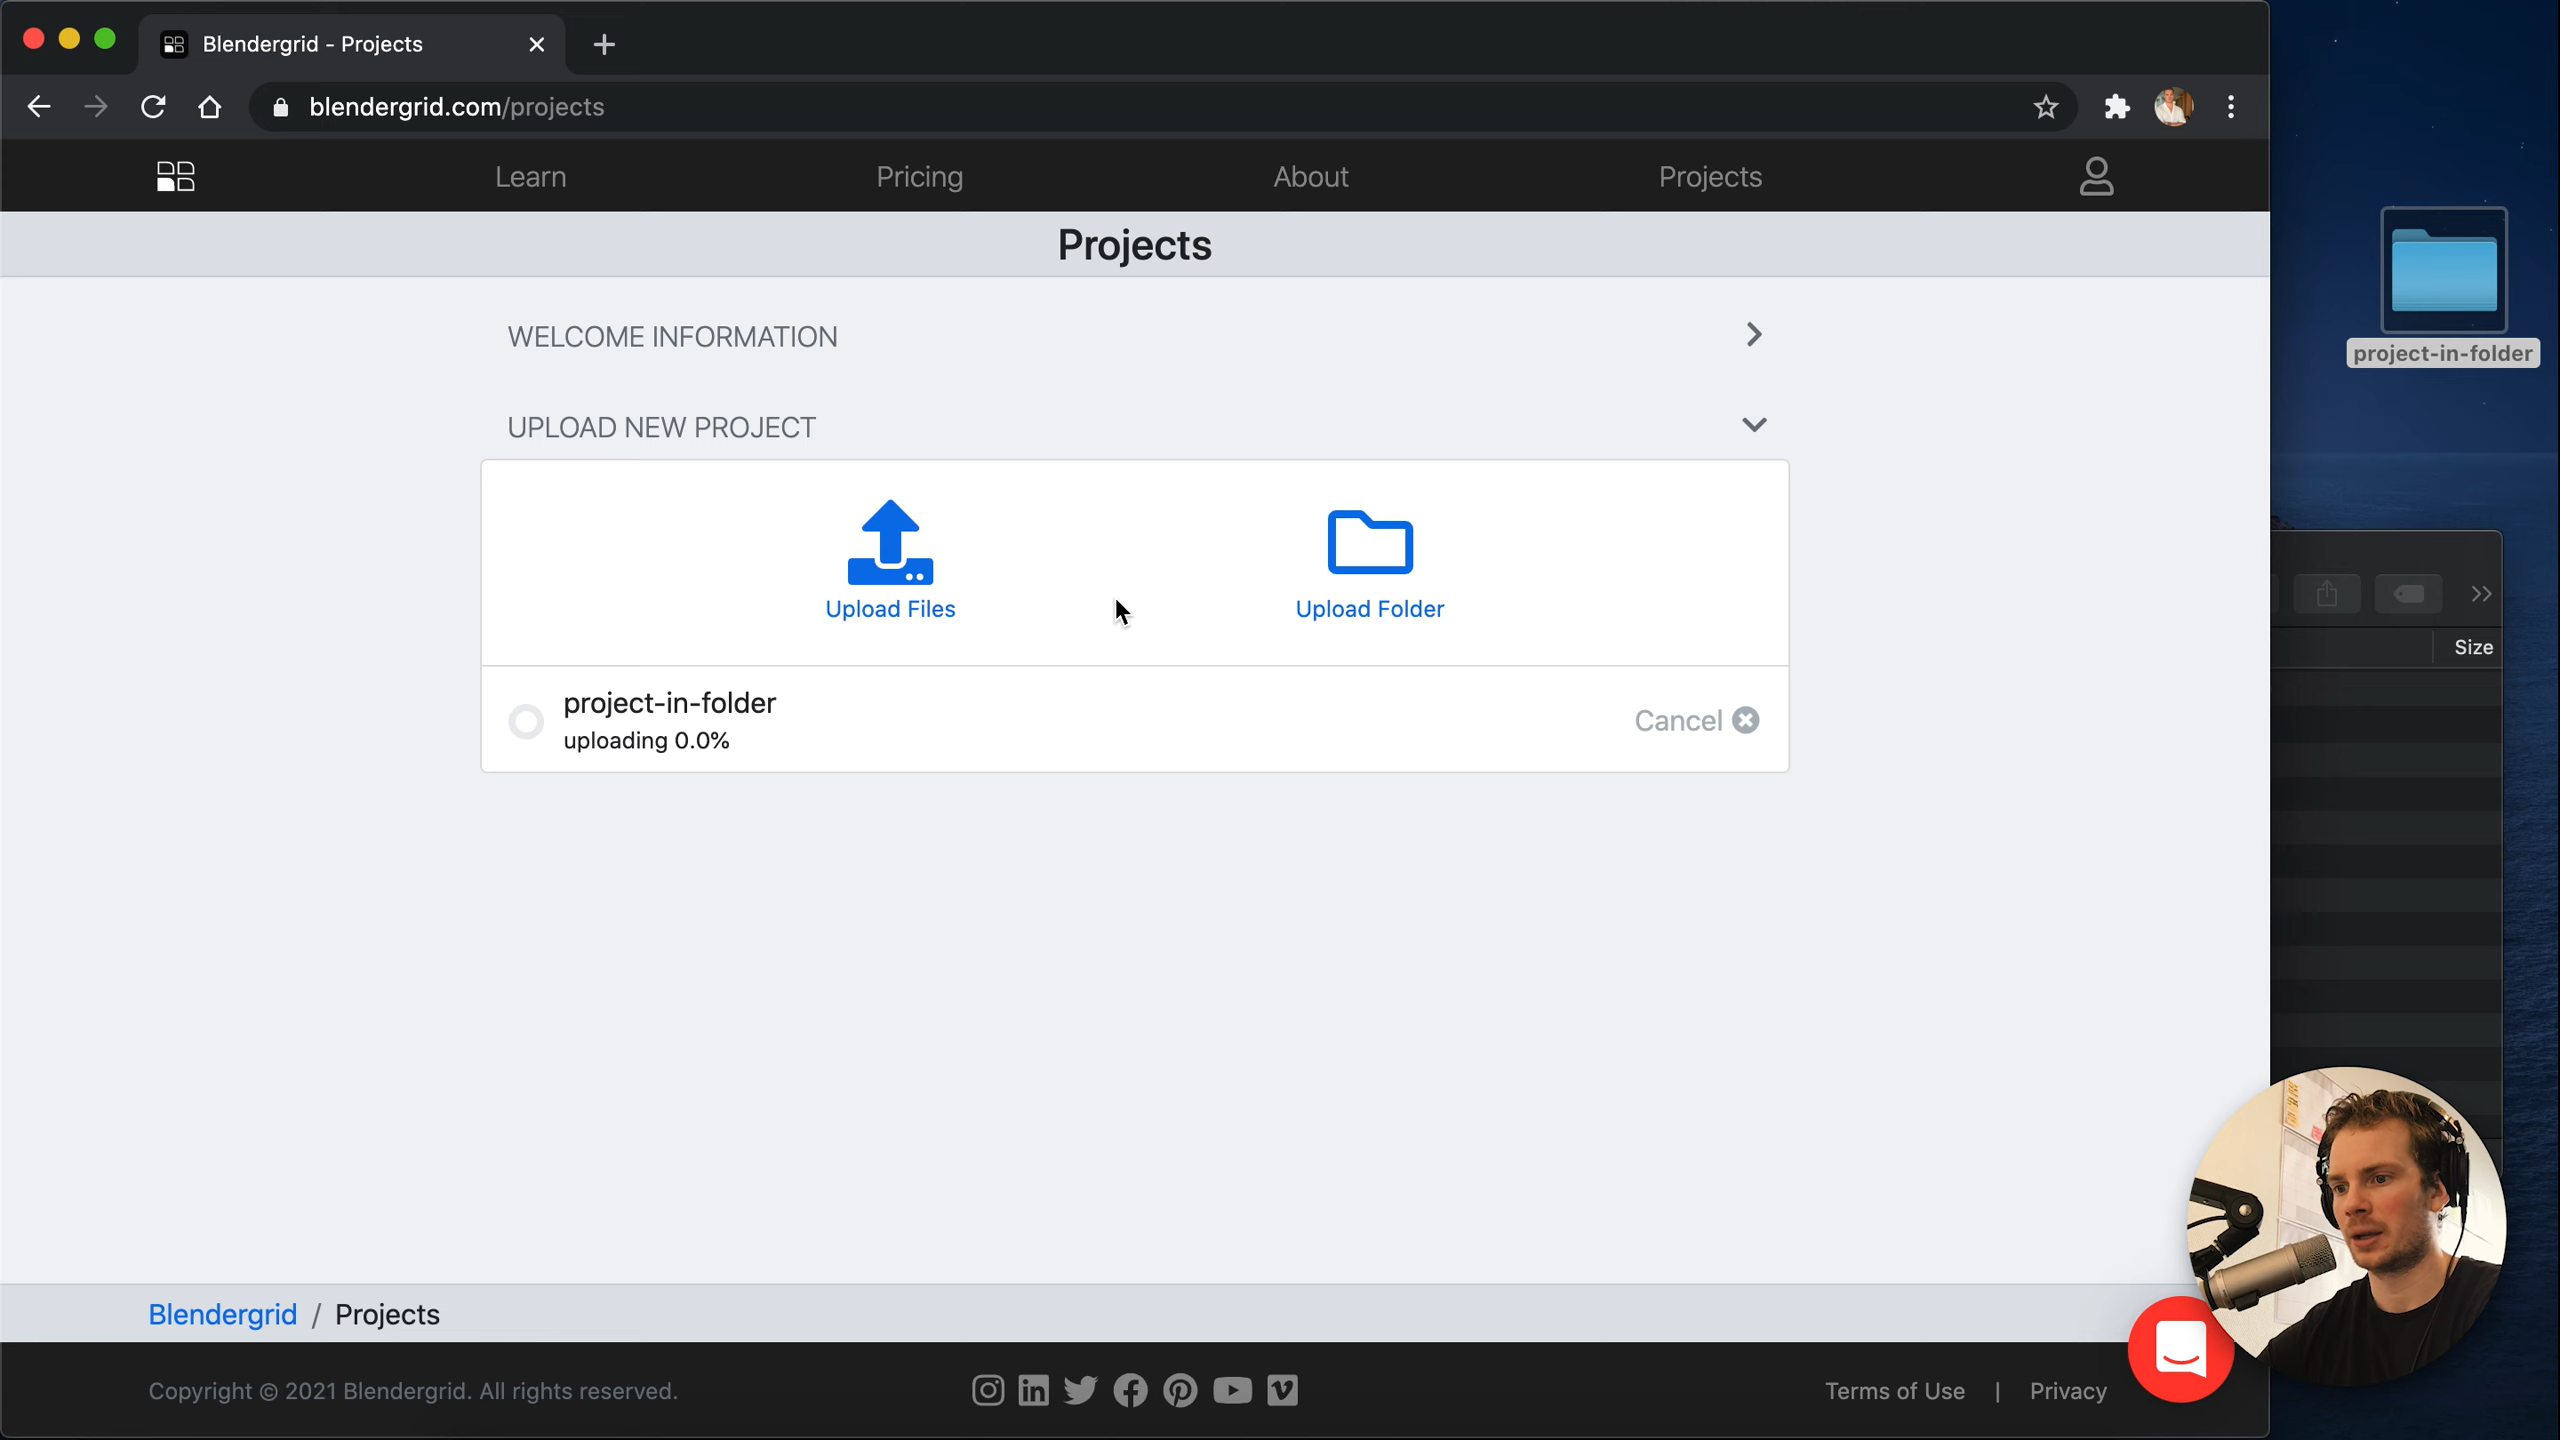 Blendergrid - Projects
blendergrid.com/projects
Learn
Pricing
About
Projects
Projects
project-in-folder
WELCOME INFORMATION
UPLOAD NEW PROJECT
Upload Files
Upload Folder
Size
project-in-folder
uploading 0.0%
Cancel
Blendergrid / Projects
Copyright © 2021 Blendergrid. All rights reserved.
Terms of Use | Privacy